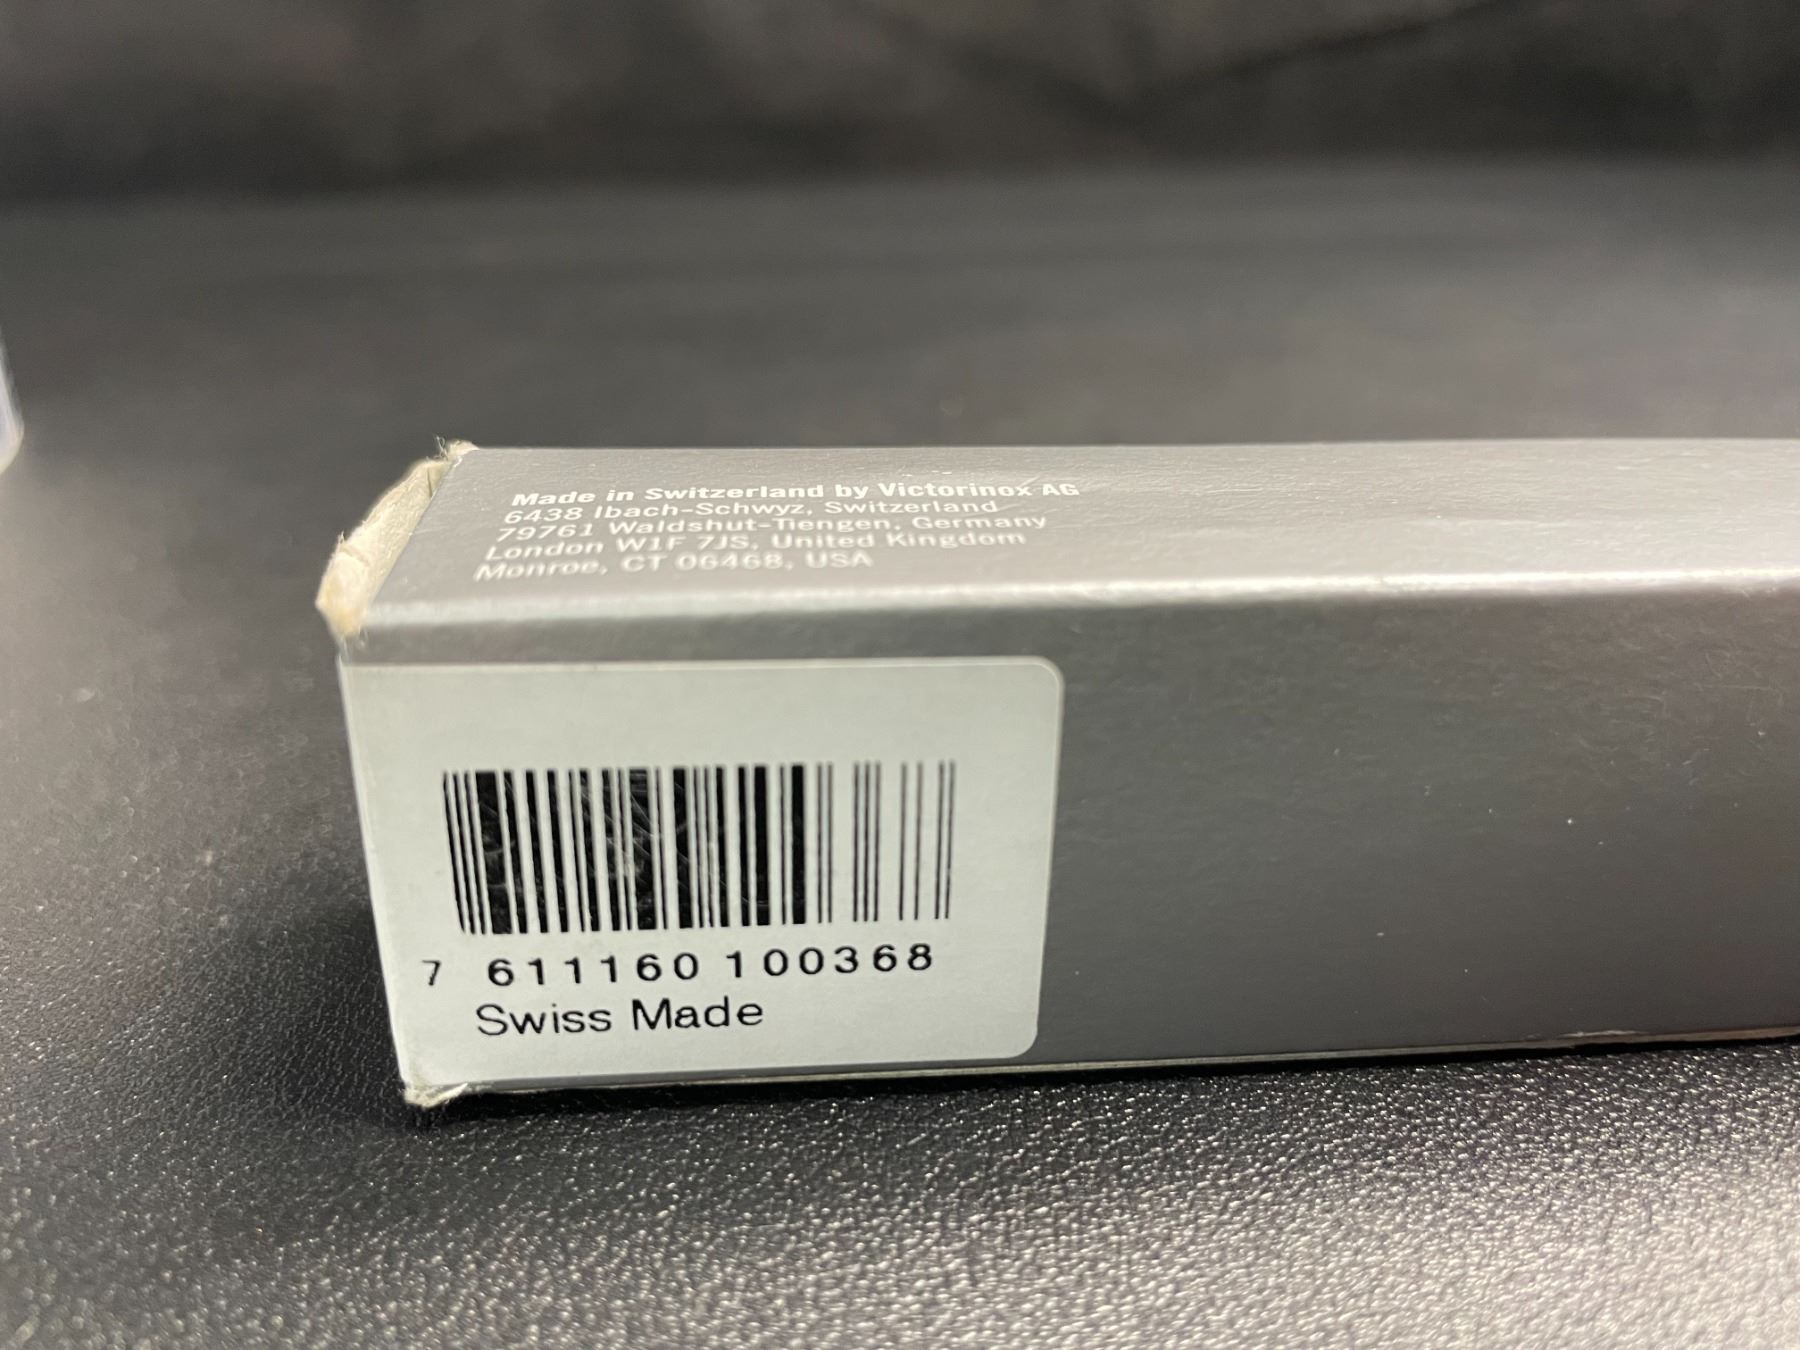 Made in Switzerland by Victorinox AG
6438 Ibach-Schwyz, Switzerland
79761 Waldshut-Tiengen, Germany
London W1F 7JS, United Kingdom
Monroe, CT 06468, USA
7 611160 100368
Swiss Made